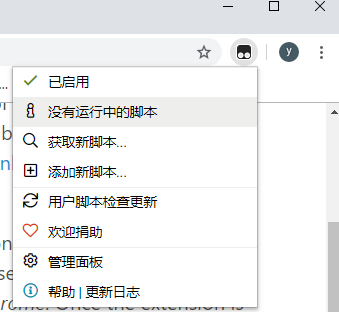 y
已启用
没有运行中的脚本
获取新脚本...
添加新脚本...
用户脚本检查更新
欢迎捐助
管理面板
帮助 | 更新日志
rome. Once the extension is